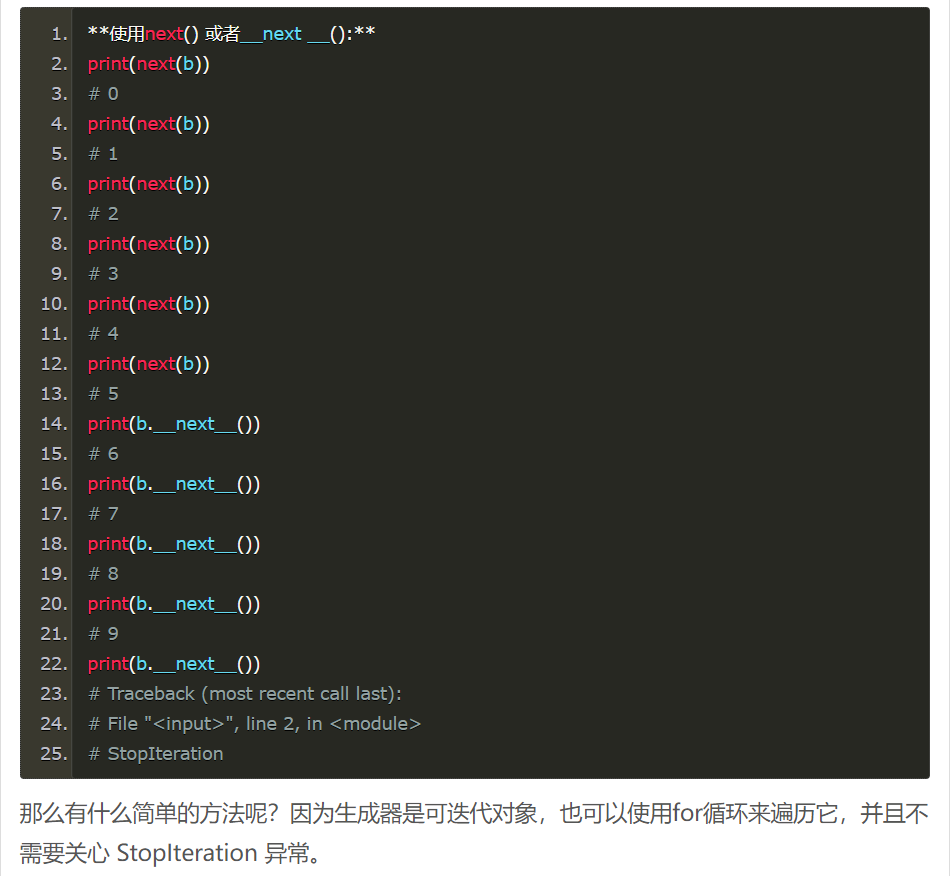 1. **使用next() 或者__next __():**
2. print(next(b))
3. # 0
4. print(next(b))
5. # 1
6. print(next(b))
7. # 2
8. print(next(b))
9. # 3
10. print(next(b))
11. # 4
12. print(next(b))
13. # 5
14. print(b.__next__())
15. # 6
16. print(b.__next__())
17. # 7
18. print(b.__next__())
19. # 8
20. print(b.__next__())
21. # 9
22. print(b.__next__())
23. # Traceback (most recent call last):
24. # File "<input>", line 2, in <module>
25. # StopIteration
那么有什么简单的方法呢？因为生成器是可迭代对象，也可以使用for循环来遍历它，并且不
需要关心 StopIteration 异常。